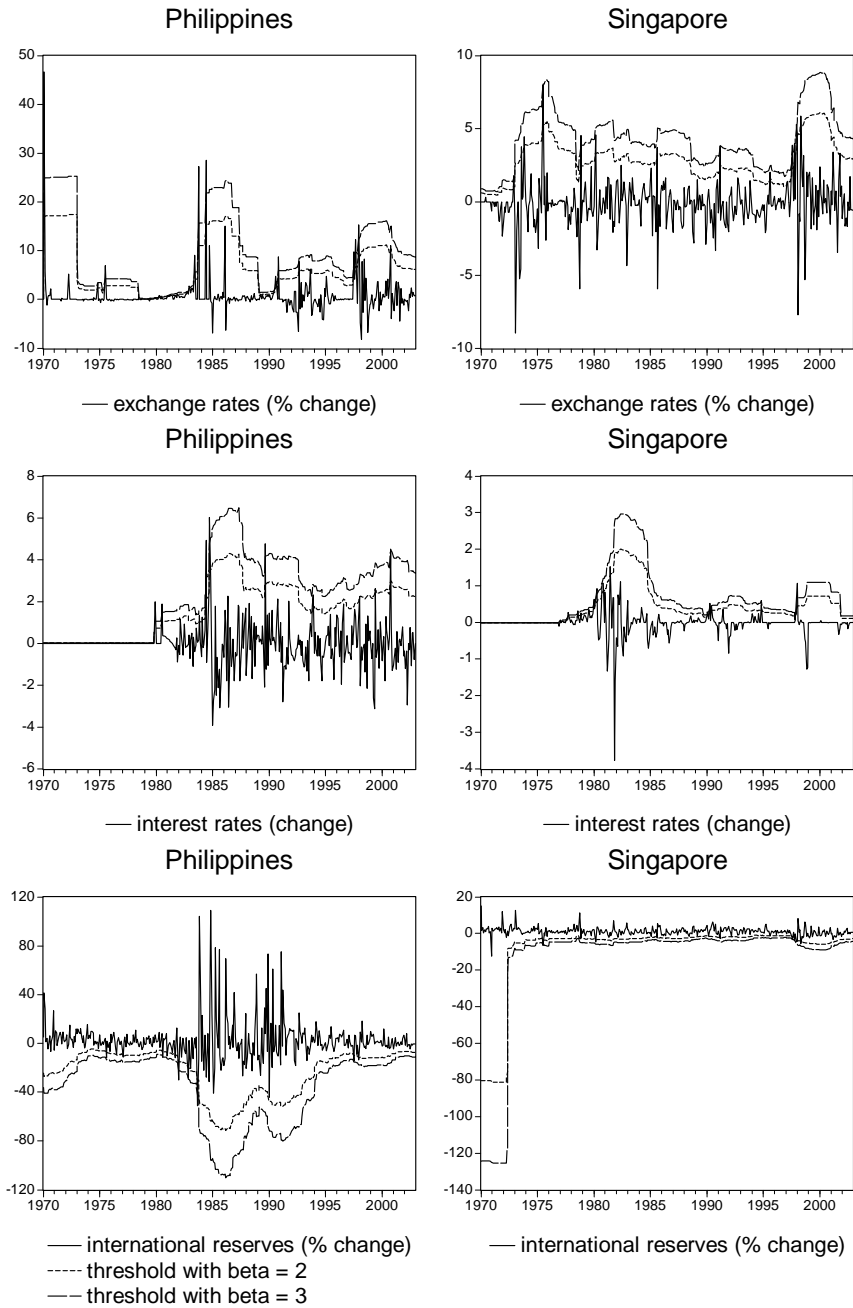 Philippines
50
40
30
20
10
0
-10
1970 1975 1980 1985 1990 1995 2000
exchange rates (% change)
Singapore
10
5
0
-5
-10
1970 1975 1980 1985 1990 1995 2000
exchange rates (% change)
Philippines
8
6
4
2
0
-2
-4
-6
1970 1975 1980 1985 1990 1995 2000
interest rates (change)
Singapore
4
3
2
1
0
-1
-2
-3
-4
1970 1975 1980 1985 1990 1995 2000
interest rates (change)
Philippines
120
80
40
0
-40
-80
-120
1970 1975 1980 1985 1990 1995 2000
international reserves (% change)
threshold with beta = 2
threshold with beta = 3
Singapore
20
0
-20
-40
-60
-80
-100
-120
-140
1970 1975 1980 1985 1990 1995 2000
international reserves (% change)